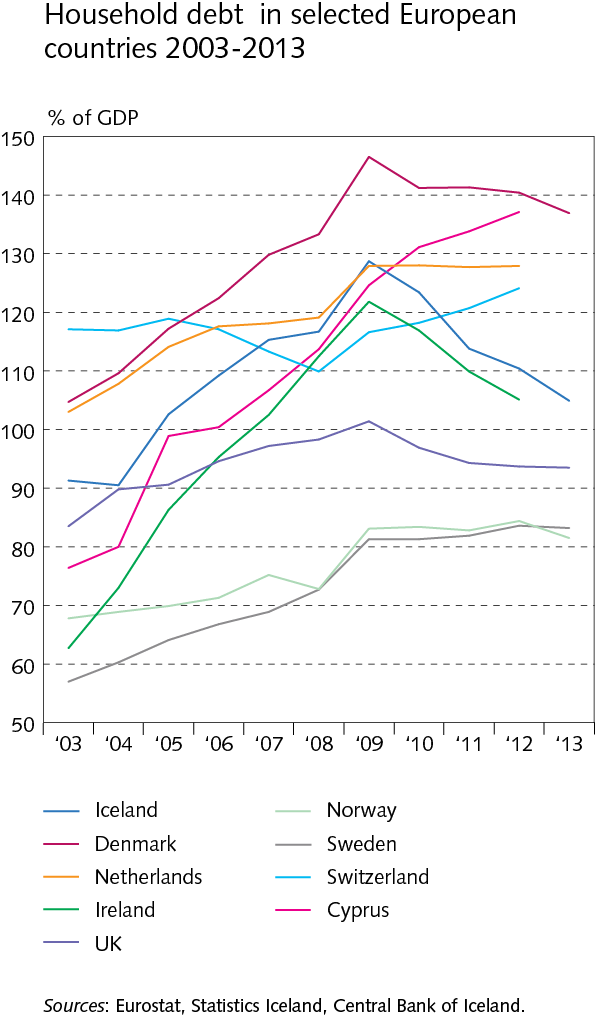 Household debt in selected European
countries 2003-2013
% of GDP
150
140
130
120
110
100
90
80
70
60
50
‘03 ‘04 ‘05 ‘06 ‘07 ‘08 ‘09 ‘10 ‘11 ‘12 ‘13
Iceland
Denmark
Netherlands
Ireland
UK
Norway
Sweden
Switzerland
Cyprus
Sources: Eurostat, Statistics Iceland, Central Bank of Iceland.